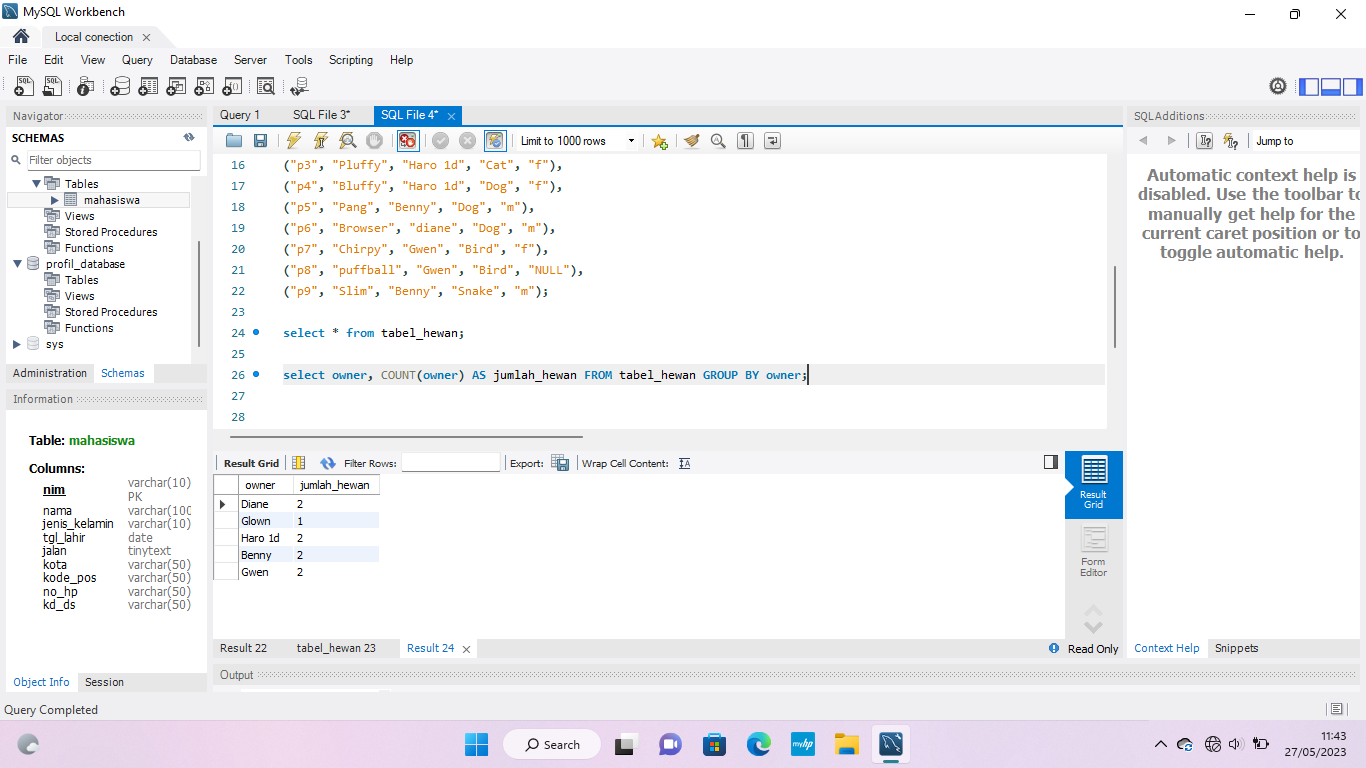 MySQL Workbench
Local conection
File Edit View Query Database Server Tools Scripting Help
Navigator
SCHEMAS
Filter objects
Tables
mahasiswa
Views
Stored Procedures
Functions
profil_database
Tables
Views
Stored Procedures
Functions
sys
Administration Schemas
Information
Table: mahasiswa
Columns:
nim varchar(10) PK
nama varchar(100
jenis_kelamin varchar(10)
tgl_lahir date
jalan tinytext
kota varchar(50)
kode_pos varchar(50)
no_hp varchar(50)
kd_ds varchar(50)
Object Info Session
Query 1 SQL File 3* SQL File 4*
Limit to 1000 rows
16 ("p3", "Pluffy", "Haro 1d", "Cat", "f"),
17 ("p4", "Bluffy", "Haro 1d", "Dog", "f"),
18 ("p5", "Pang", "Benny", "Dog", "m"),
19 ("p6", "Browser", "diane", "Dog", "m"),
20 ("p7", "Chirpy", "Gwen", "Bird", "f"),
21 ("p8", "puffball", "Gwen", "Bird", "NULL"),
22 ("p9", "Slim", "Benny", "Snake", "m");
23
24 select * from tabel_hewan;
25
26 select owner, COUNT(owner) AS jumlah_hewan FROM tabel_hewan GROUP BY owner;
27
28
Result Grid Filter Rows: Export: Wrap Cell Content:
owner jumlah_hewan
Diane 2
Glown 1
Haro 1d 2
Benny 2
Gwen 2
Result Grid
Form Editor
Result 22 tabel_hewan 23 Result 24 Read Only
Output
SQLAdditions
Jump to
Automatic context help is
disabled. Use the toolbar to
manually get help for the
current caret position or to
toggle automatic help.
Context Help Snippets
Query Completed
Search
myhp
11:43
27/05/2023